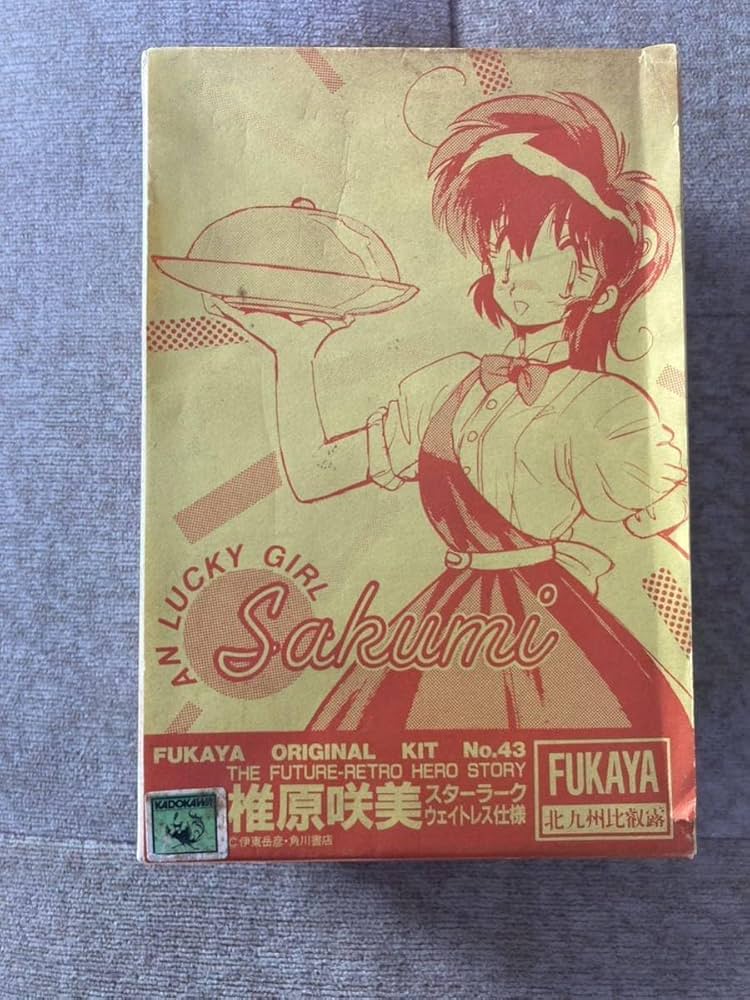 AN LUCKY GIRL
Sakumi
FUKAYA ORIGINAL KIT No.43
THE FUTURE-RETRO HERO STORY
椎原咲美
スターラーク
ウェイトレス仕様
FUKAYA
北九州比叡露
KADOKAWA
C伊東岳彦・角川書店